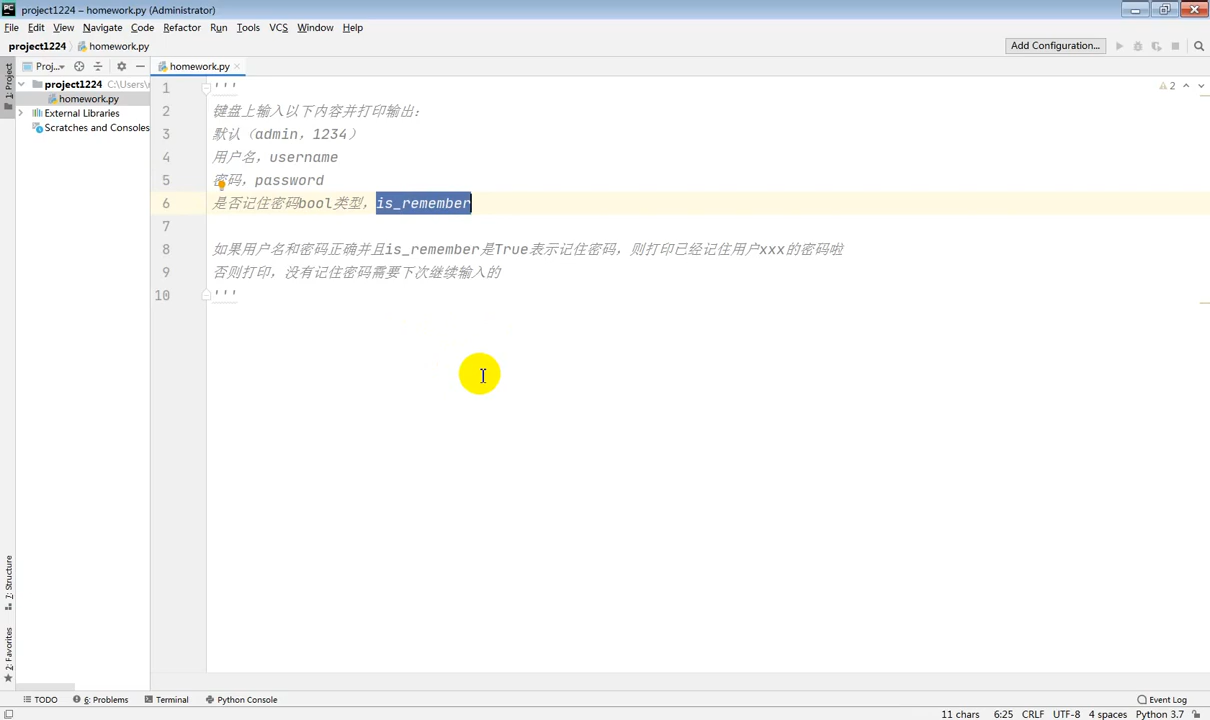 project1224 – homework.py (Administrator)
File Edit View Navigate Code Refactor Run Tools VCS Window Help
project1224 homework.py Add Configuration...
1: Project
Proj... homework.py
project1224 C:\Users\
homework.py
External Libraries
Scratches and Consoles
1 '''
2 键盘上输入以下内容并打印输出：
3 默认（admin，1234）
4 用户名，username
5 密码，password
6 是否记住密码bool类型，is_remember
7
8 如果用户名和密码正确并且is_remember是True表示记住密码，则打印已经记住用户xxx的密码啦
9 否则打印，没有记住密码需要下次继续输入的
10 '''
2
7: Structure
2: Favorites
TODO 6: Problems Terminal Python Console Event Log
11 chars 6:25 CRLF UTF-8 4 spaces Python 3.7